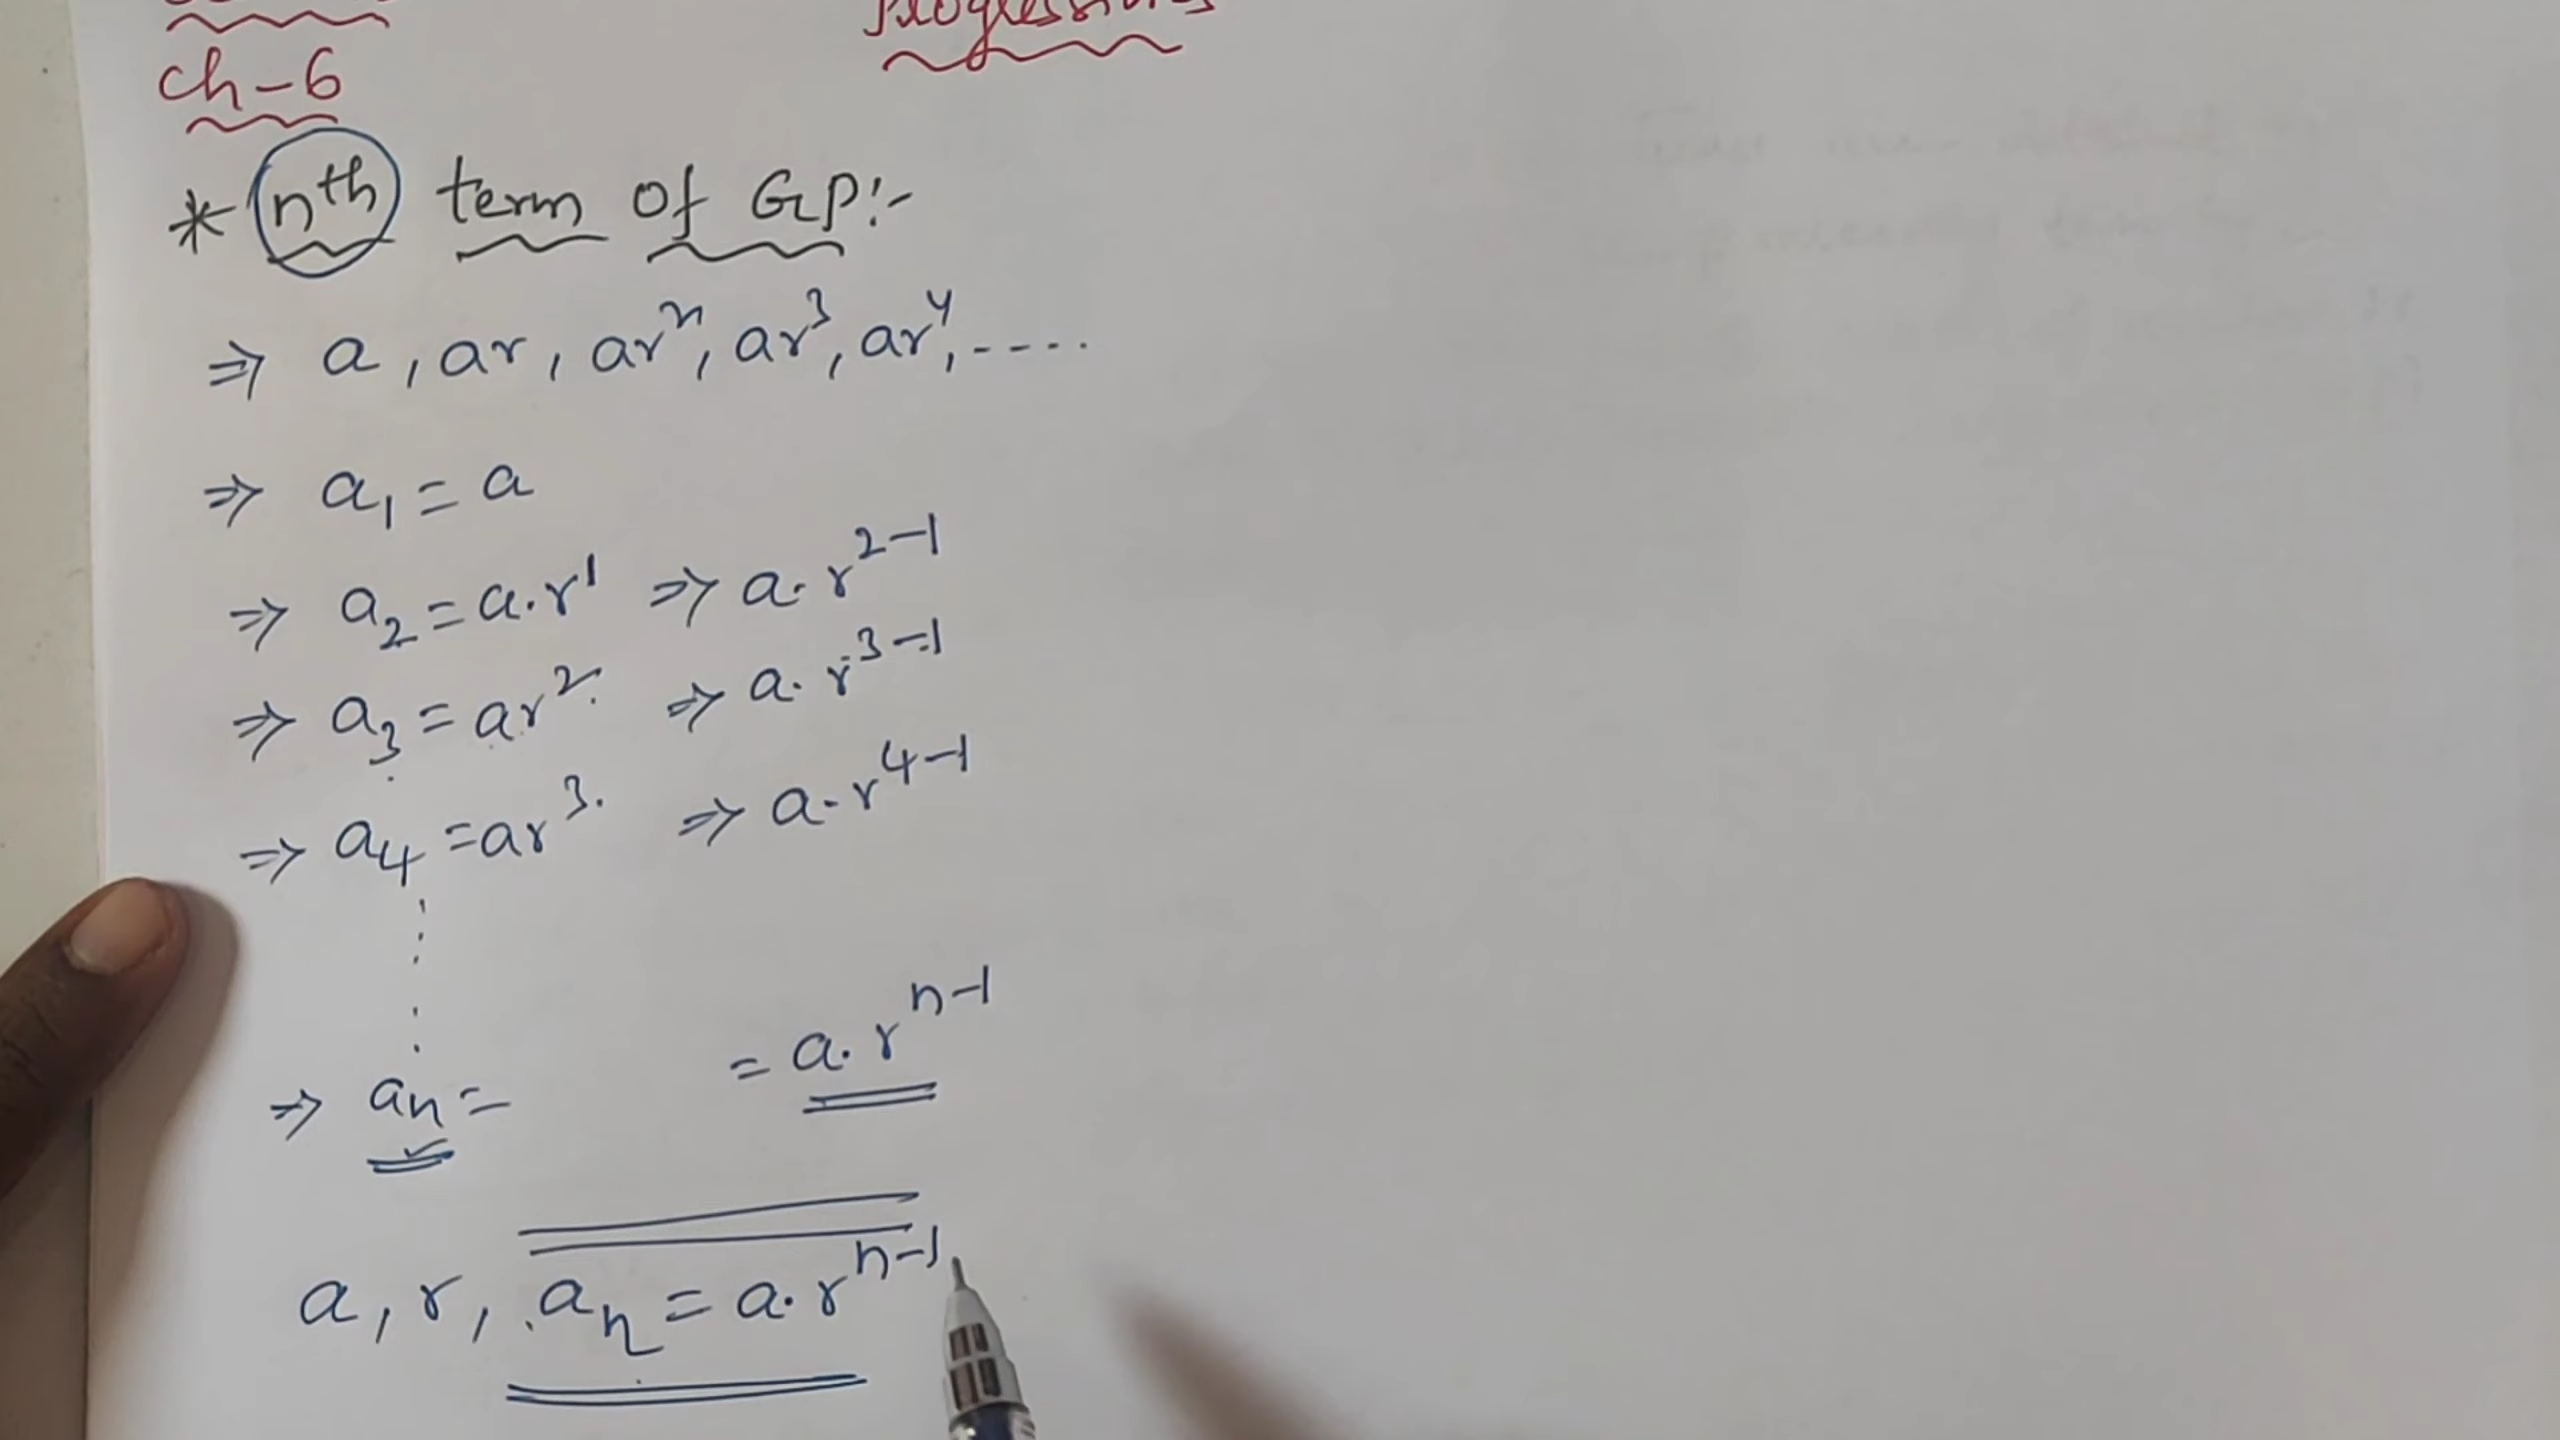 Progressions
ch-6
* nth term of GP:-
⇒ a, ar, ar², ar³, ar⁴, ----.
⇒ a₁ = a
⇒ a₂ = a.r¹ ⇒ a.r²⁻¹
⇒ a₃ = ar² ⇒ a.r³⁻¹
⇒ a₄ = ar³ ⇒ a.r⁴⁻¹
⇒ aₙ = = a.rⁿ⁻¹
a, r, aₙ = a.rⁿ⁻¹